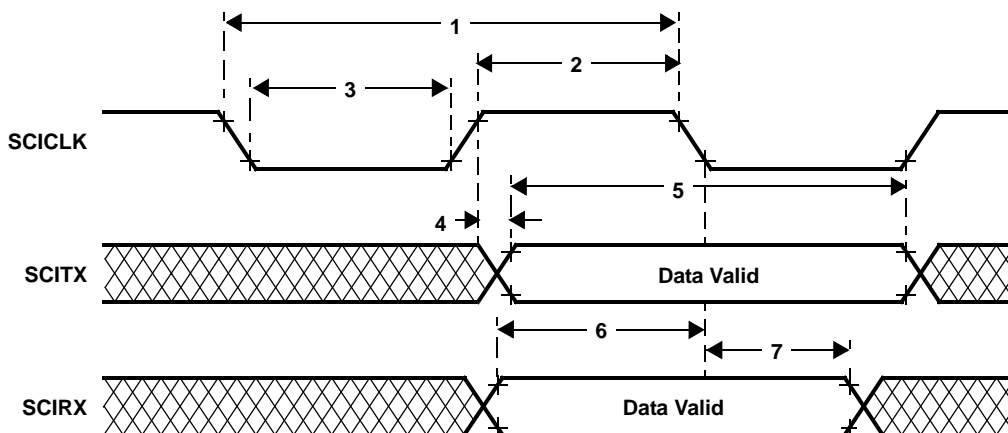 1
2
3
SCICLK
5
4
SCITX
Data Valid
6
7
SCIRX
Data Valid